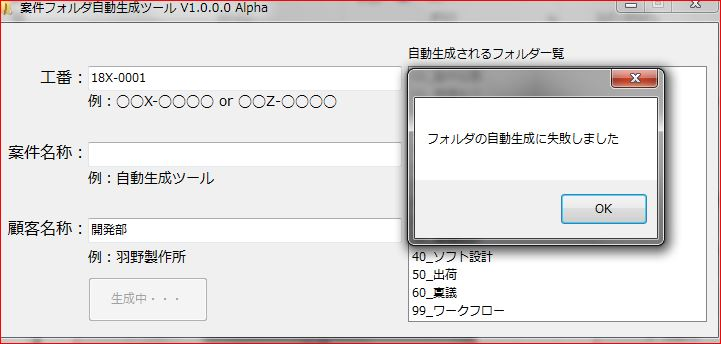 案件フォルダ自動生成ツール V1.0.0.0 Alpha
自動生成されるフォルダ一覧
工番：
18X-0001
例：○○X-○○○○ or ○○Z-○○○○
案件名称：
例：自動生成ツール
顧客名称：
開発部
例：羽野製作所
生成中・・・
フォルダの自動生成に失敗しました
OK
40_ソフト設計
50_出荷
60_稟議
99_ワークフロー